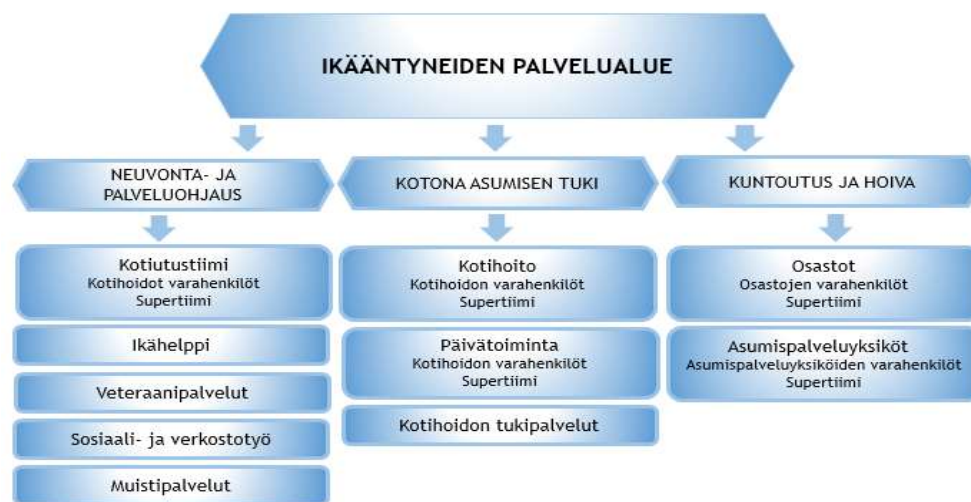 IKÄÄNTYNEIDEN PALVELUALUE
NEUVONTA- JA
PALVELUOHJAUS
Kotiutustiimi
Kotihoidot varahenkilöt
Supertiimi
Ikähelppi
Veteraanipalvelut
Sosiaali- ja verkostotyö
Muistipalvelut
KOTONA ASUMISEN TUKI
Kotihoito
Kotihoidon varahenkilöt
Supertiimi
Päivätoiminta
Kotihoidon varahenkilöt
Supertiimi
Kotihoidon tukipalvelut
KUNTOUTUS JA HOIVA
Osastot
Osastojen varahenkilöt
Supertiimi
Asumispalveluyksiköt
Asumispalveluyksiköiden varahenkilöt
Supertiimi